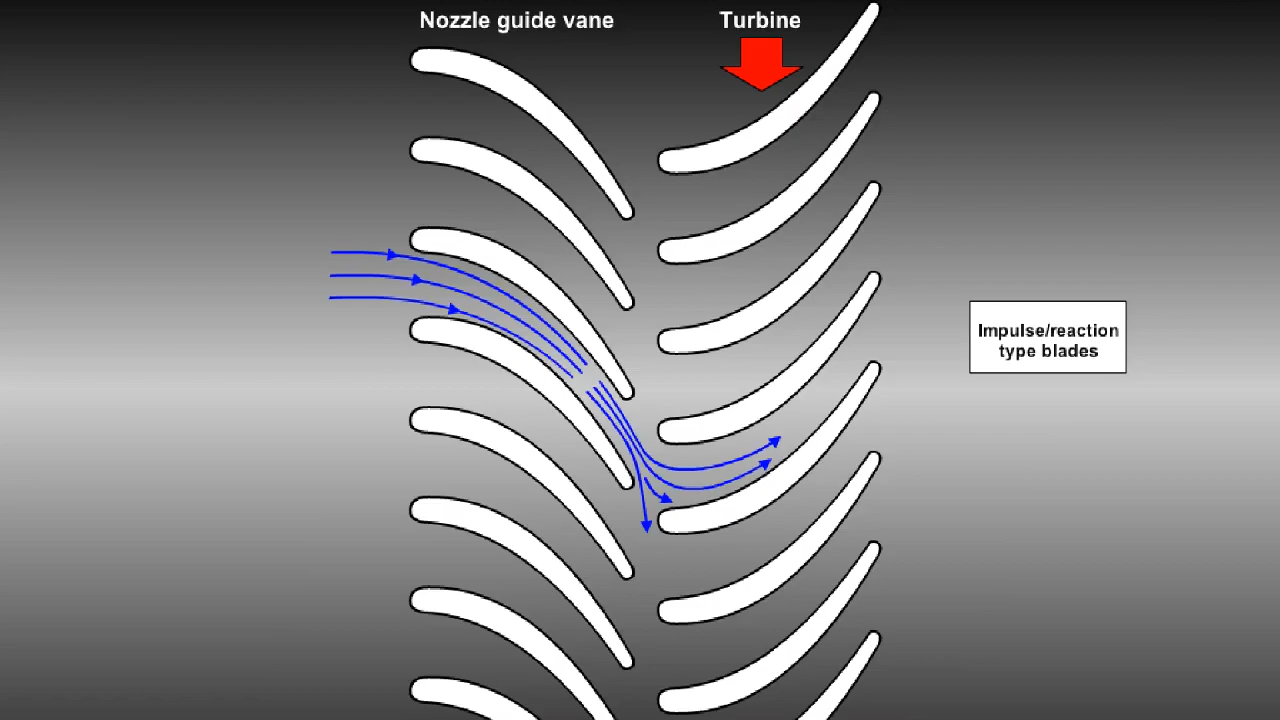 Nozzle guide vane
Turbine
Impulse/reaction
type blades